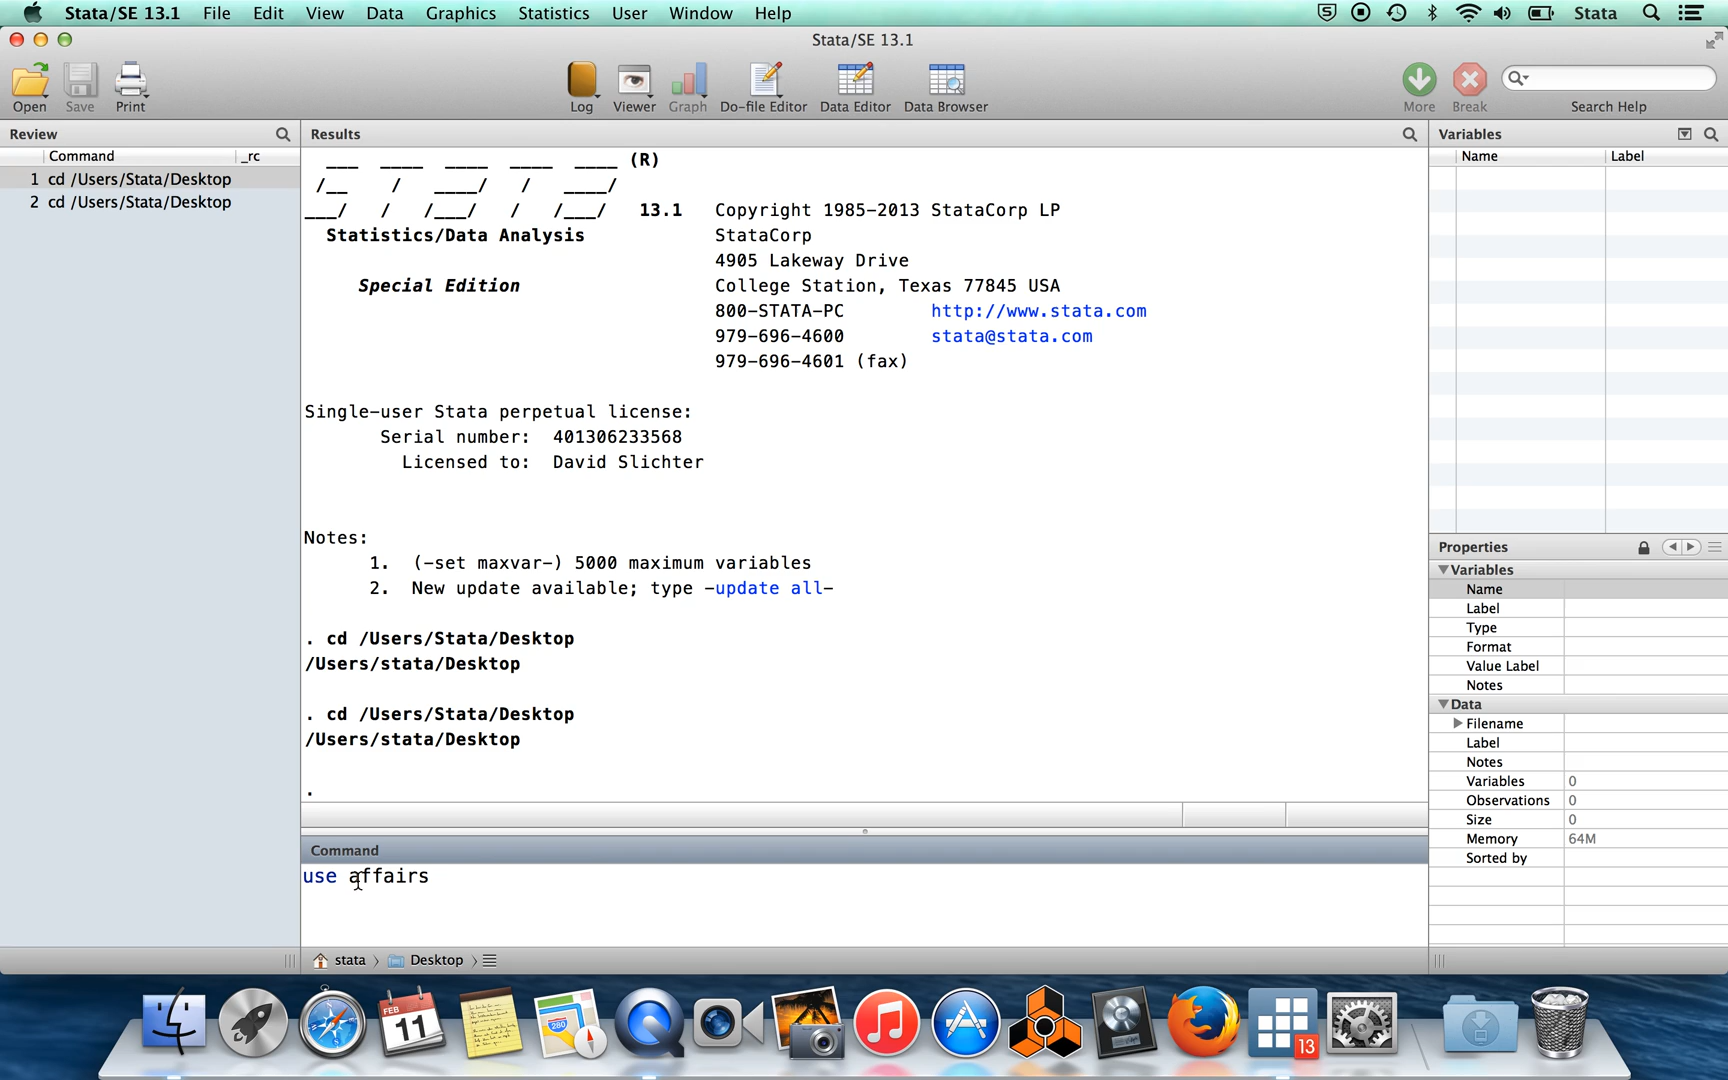 Stata/SE 13.1 File Edit View Data Graphics Statistics User Window Help Stata
Stata/SE 13.1
Open Save Print Log Viewer Graph Do-file Editor Data Editor Data Browser More Break Search Help
Review
Command _rc
1 cd /Users/Stata/Desktop
2 cd /Users/Stata/Desktop
Results
(R)
13.1 Copyright 1985-2013 StataCorp LP
Statistics/Data Analysis StataCorp
4905 Lakeway Drive
Special Edition College Station, Texas 77845 USA
800-STATA-PC http://www.stata.com
979-696-4600 stata@stata.com
979-696-4601 (fax)
Single-user Stata perpetual license:
Serial number: 401306233568
Licensed to: David Slichter
Notes:
1. (-set maxvar-) 5000 maximum variables
2. New update available; type -update all-
. cd /Users/Stata/Desktop
/Users/stata/Desktop
. cd /Users/Stata/Desktop
/Users/stata/Desktop
.
Command
use affairs
stata Desktop
Variables
Name Label
Properties
Variables
Name
Label
Type
Format
Value Label
Notes
Data
Filename
Label
Notes
Variables 0
Observations 0
Size 0
Memory 64M
Sorted by
FEB
11
280
13